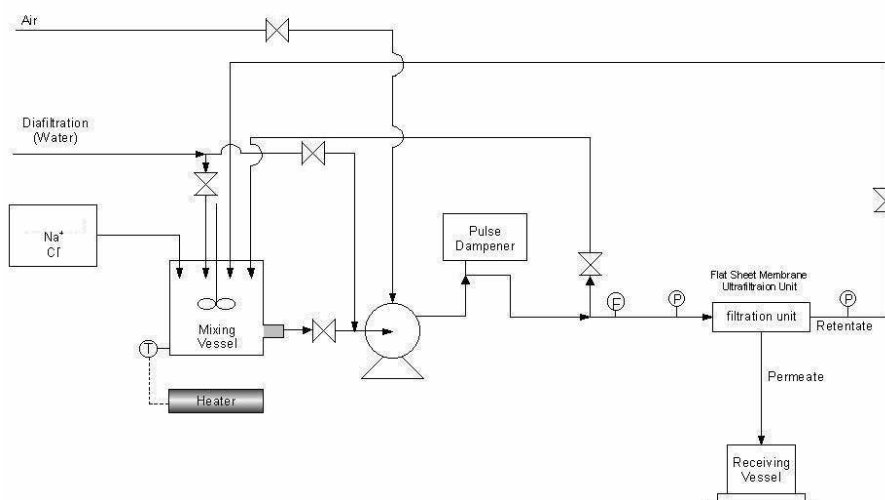 Air
Diafiltration
(Water)
Na+
Cl-
Pulse
Dampener
Flat Sheet Membrane
Ultrafiltraion Unit
F
P
P
filtration unit
Retentate
Mixing
Vessel
T
Permeate
Heater
Receiving
Vessel